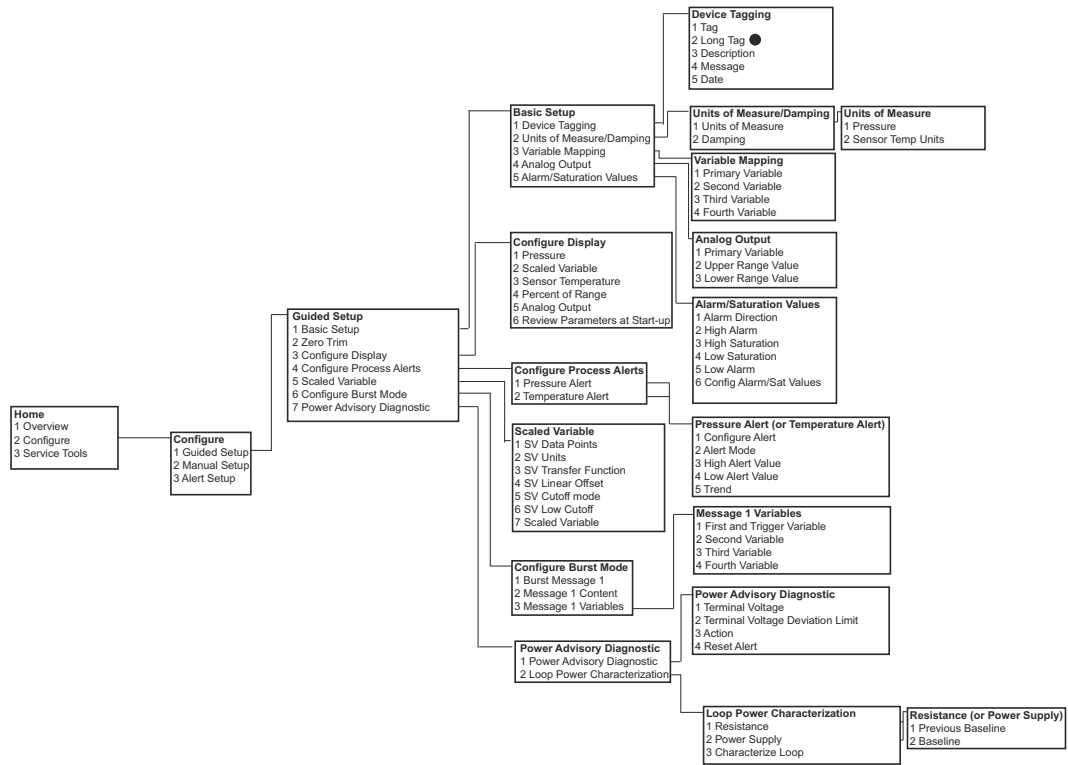 Home
1 Overview
2 Configure
3 Service Tools
Configure
1 Guided Setup
2 Manual Setup
3 Alert Setup
Guided Setup
1 Basic Setup
2 Zero Trim
3 Configure Display
4 Configure Process Alerts
5 Scaled Variable
6 Configure Burst Mode
7 Power Advisory Diagnostic
Basic Setup
1 Device Tagging
2 Units of Measure/Damping
3 Variable Mapping
4 Analog Output
5 Alarm/Saturation Values
Configure Display
1 Pressure
2 Scaled Variable
3 Sensor Temperature
4 Percent of Range
5 Analog Output
6 Review Parameters at Start-up
Configure Process Alerts
1 Pressure Alert
2 Temperature Alert
Scaled Variable
1 SV Data Points
2 SV Units
3 SV Transfer Function
4 SV Linear Offset
5 SV Cutoff mode
6 SV Low Cutoff
7 Scaled Variable
Configure Burst Mode
1 Burst Message 1
2 Message 1 Content
3 Message 1 Variables
Power Advisory Diagnostic
1 Power Advisory Diagnostic
2 Loop Power Characterization
Device Tagging
1 Tag
2 Long Tag
3 Description
4 Message
5 Date
Units of Measure/Damping
1 Units of Measure
2 Damping
Units of Measure
1 Pressure
2 Sensor Temp Units
Variable Mapping
1 Primary Variable
2 Second Variable
3 Third Variable
4 Fourth Variable
Analog Output
1 Primary Variable
2 Upper Range Value
3 Lower Range Value
Alarm/Saturation Values
1 Alarm Direction
2 High Alarm
3 High Saturation
4 Low Saturation
5 Low Alarm
6 Config Alarm/Sat Values
Pressure Alert (or Temperature Alert)
1 Configure Alert
2 Alert Mode
3 High Alert Value
4 Low Alert Value
5 Trend
Message 1 Variables
1 First and Trigger Variable
2 Second Variable
3 Third Variable
4 Fourth Variable
Power Advisory Diagnostic
1 Terminal Voltage
2 Terminal Voltage Deviation Limit
3 Action
4 Reset Alert
Loop Power Characterization
1 Resistance
2 Power Supply
3 Characterize Loop
Resistance (or Power Supply)
1 Previous Baseline
2 Baseline